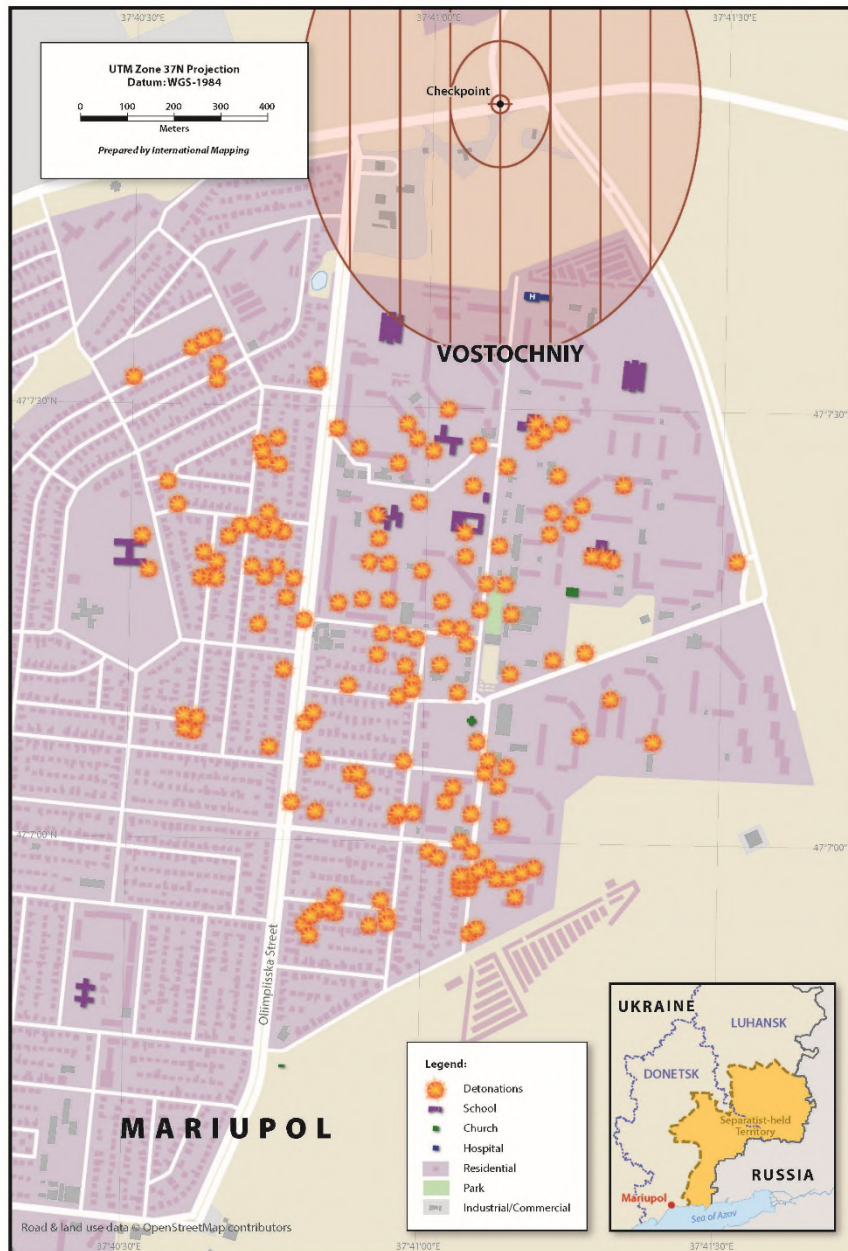 37°40'30"E
37°41'00"E
37°41'30"E
UTM Zone 37N Projection
Datum: WGS-1984
0 100 200 300 400
Meters
Prepared by International Mapping
Checkpoint
H
VOSTOCHNIY
47°7'30"N
47°7'30"N
47°7'00"N
47°7'00"N
Oliimplisska Street
MARIUPOL
Legend:
Detonations
School
Church
Hospital
Residential
Park
Industrial/Commercial
UKRAINE
LUHANSK
DONETSK
Separatist-held
Territory
RUSSIA
Mariupol
Sea of Azov
Road & land use data © OpenStreetMap contributors
37°40'30"E
37°41'00"E
37°41'30"E